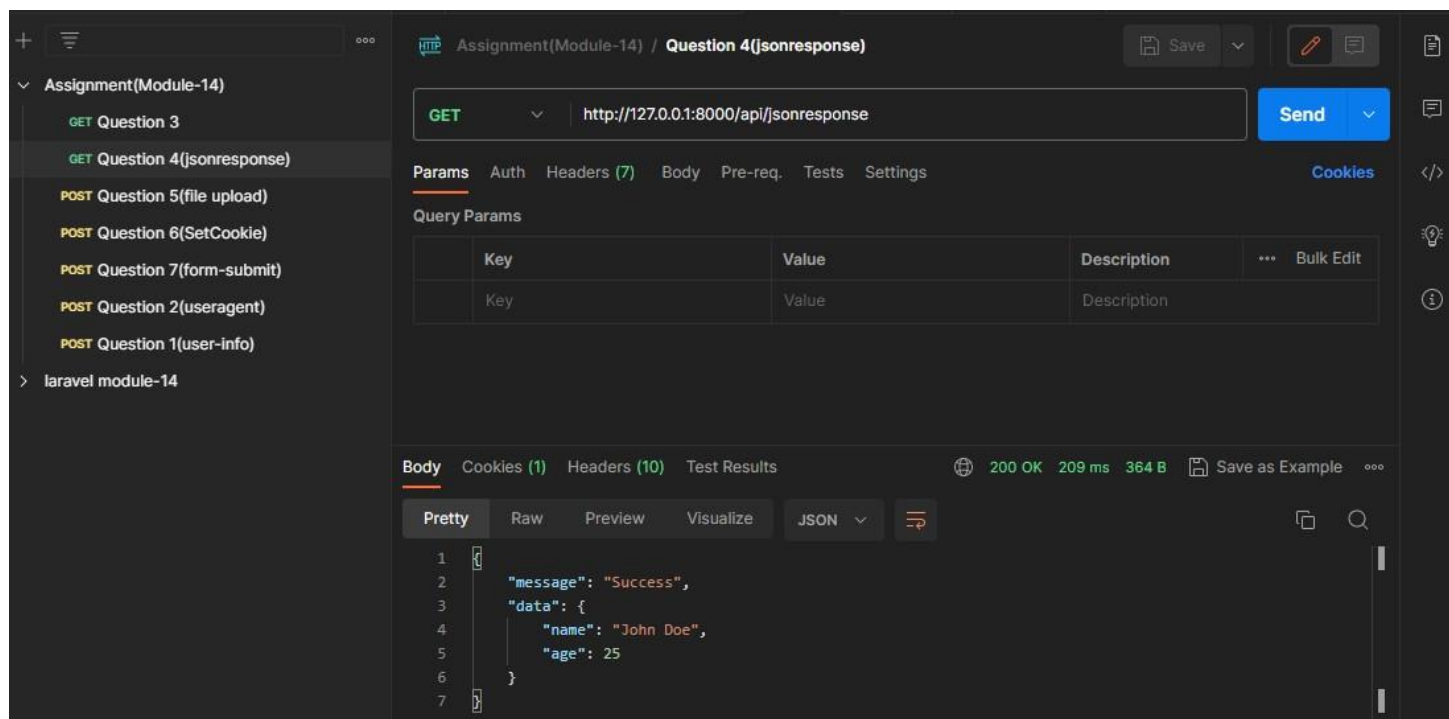 HTTP Assignment(Module-14) / Question 4(jsonresponse) Save
Assignment(Module-14)
GET Question 3
GET Question 4(jsonresponse)
POST Question 5(file upload)
POST Question 6(SetCookie)
POST Question 7(form-submit)
POST Question 2(useragent)
POST Question 1(user-info)
laravel module-14
GET http://127.0.0.1:8000/api/jsonresponse Send
Params Auth Headers (7) Body Pre-req. Tests Settings Cookies
Query Params
Key Value Description Bulk Edit
Key Value Description
Body Cookies (1) Headers (10) Test Results 200 OK 209 ms 364 B Save as Example
Pretty Raw Preview Visualize JSON
1 {
2 "message": "Success",
3 "data": {
4 "name": "John Doe",
5 "age": 25
6 }
7 }